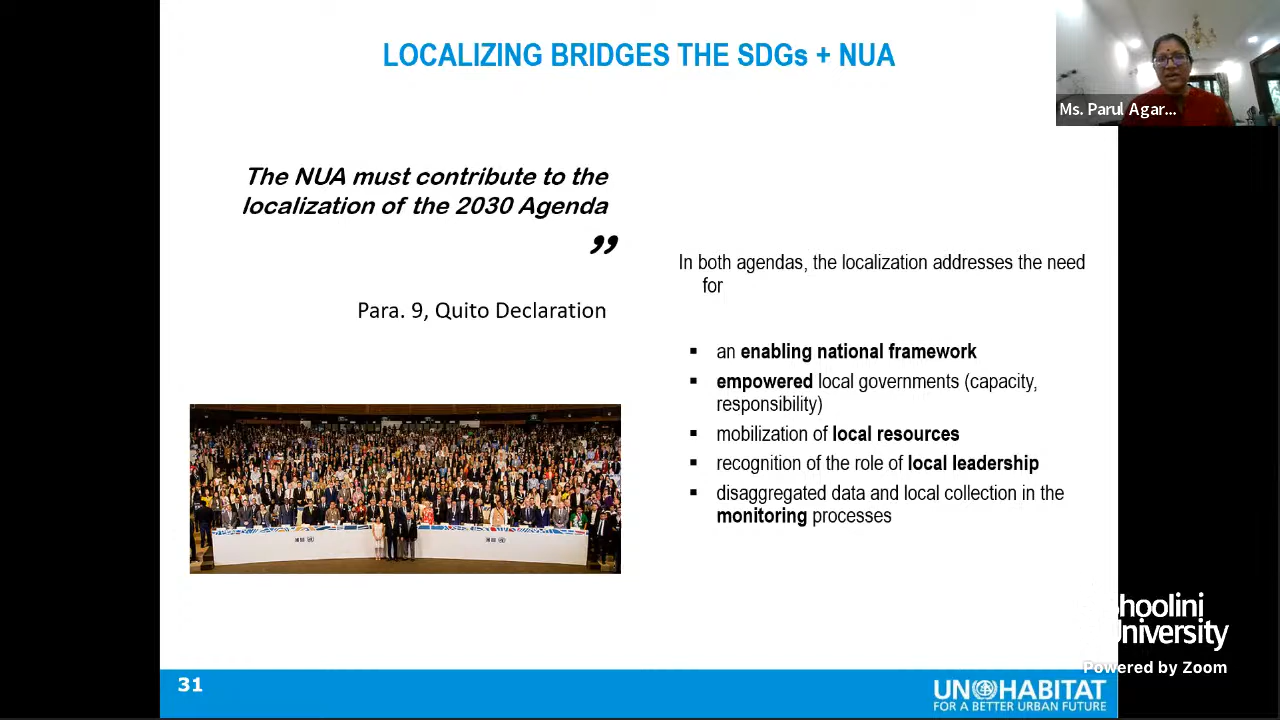 LOCALIZING BRIDGES THE SDGs + NUA
Ms. Parul Agar...
The NUA must contribute to the
localization of the 2030 Agenda
”
Para. 9, Quito Declaration
In both agendas, the localization addresses the need
for
▪ an enabling national framework
▪ empowered local governments (capacity,
responsibility)
▪ mobilization of local resources
▪ recognition of the role of local leadership
▪ disaggregated data and local collection in the
monitoring processes
hoolini
University
Powered by Zoom
31
UN HABITAT
FOR A BETTER URBAN FUTURE